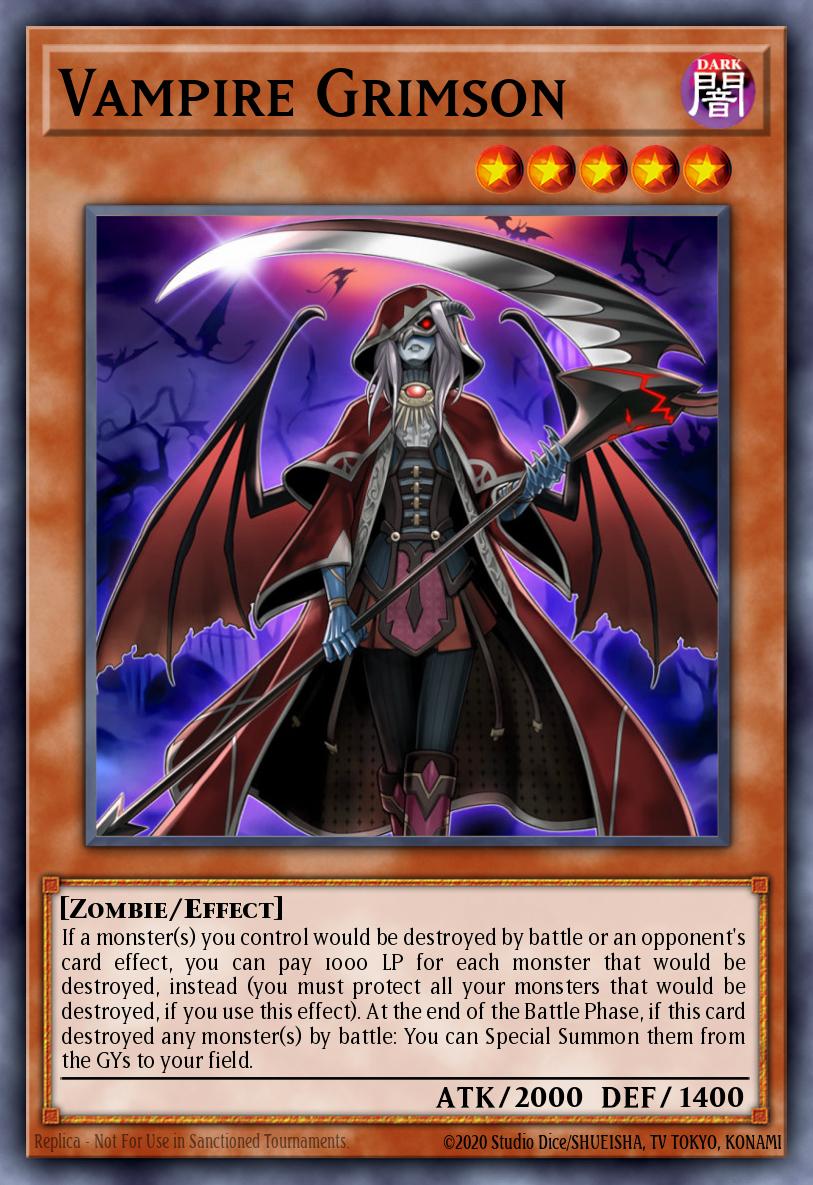 Vampire Grimson
DARK
闇
[Zombie/Effect]
If a monster(s) you control would be destroyed by battle or an opponent's
card effect, you can pay 1000 LP for each monster that would be
destroyed, instead (you must protect all your monsters that would be
destroyed, if you use this effect). At the end of the Battle Phase, if this card
destroyed any monster(s) by battle: You can Special Summon them from
the GYs to your field.
ATK/2000 DEF/1400
Replica - Not For Use in Sanctioned Tournaments.
©2020 Studio Dice/SHUEISHA, TV TOKYO, KONAMI